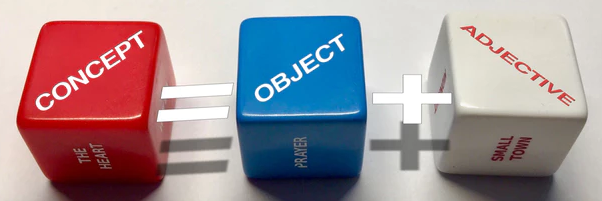 CONCEPT
=
OBJECT
+
ADJECTIVE
THE
HEART
PRAYER
SMALL
TOWN